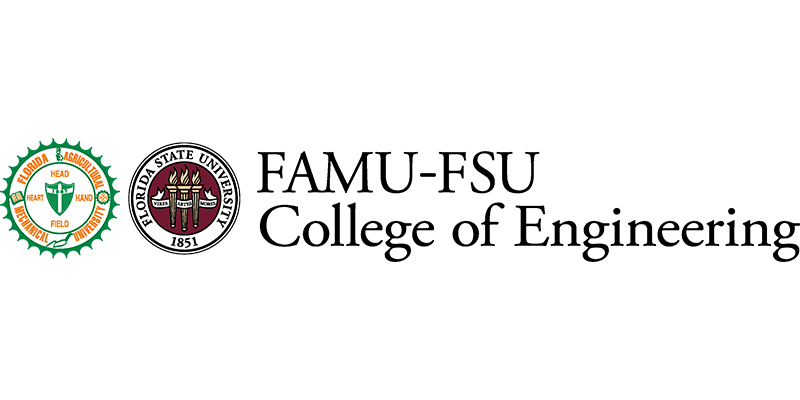 FLORIDA AGRICULTURAL
MECHANICAL UNIVERSITY
HEAD
HEART
HAND
FIELD
FLORIDA STATE UNIVERSITY
VIRES ARTES MORES
1851
FAMU-FSU
College of Engineering